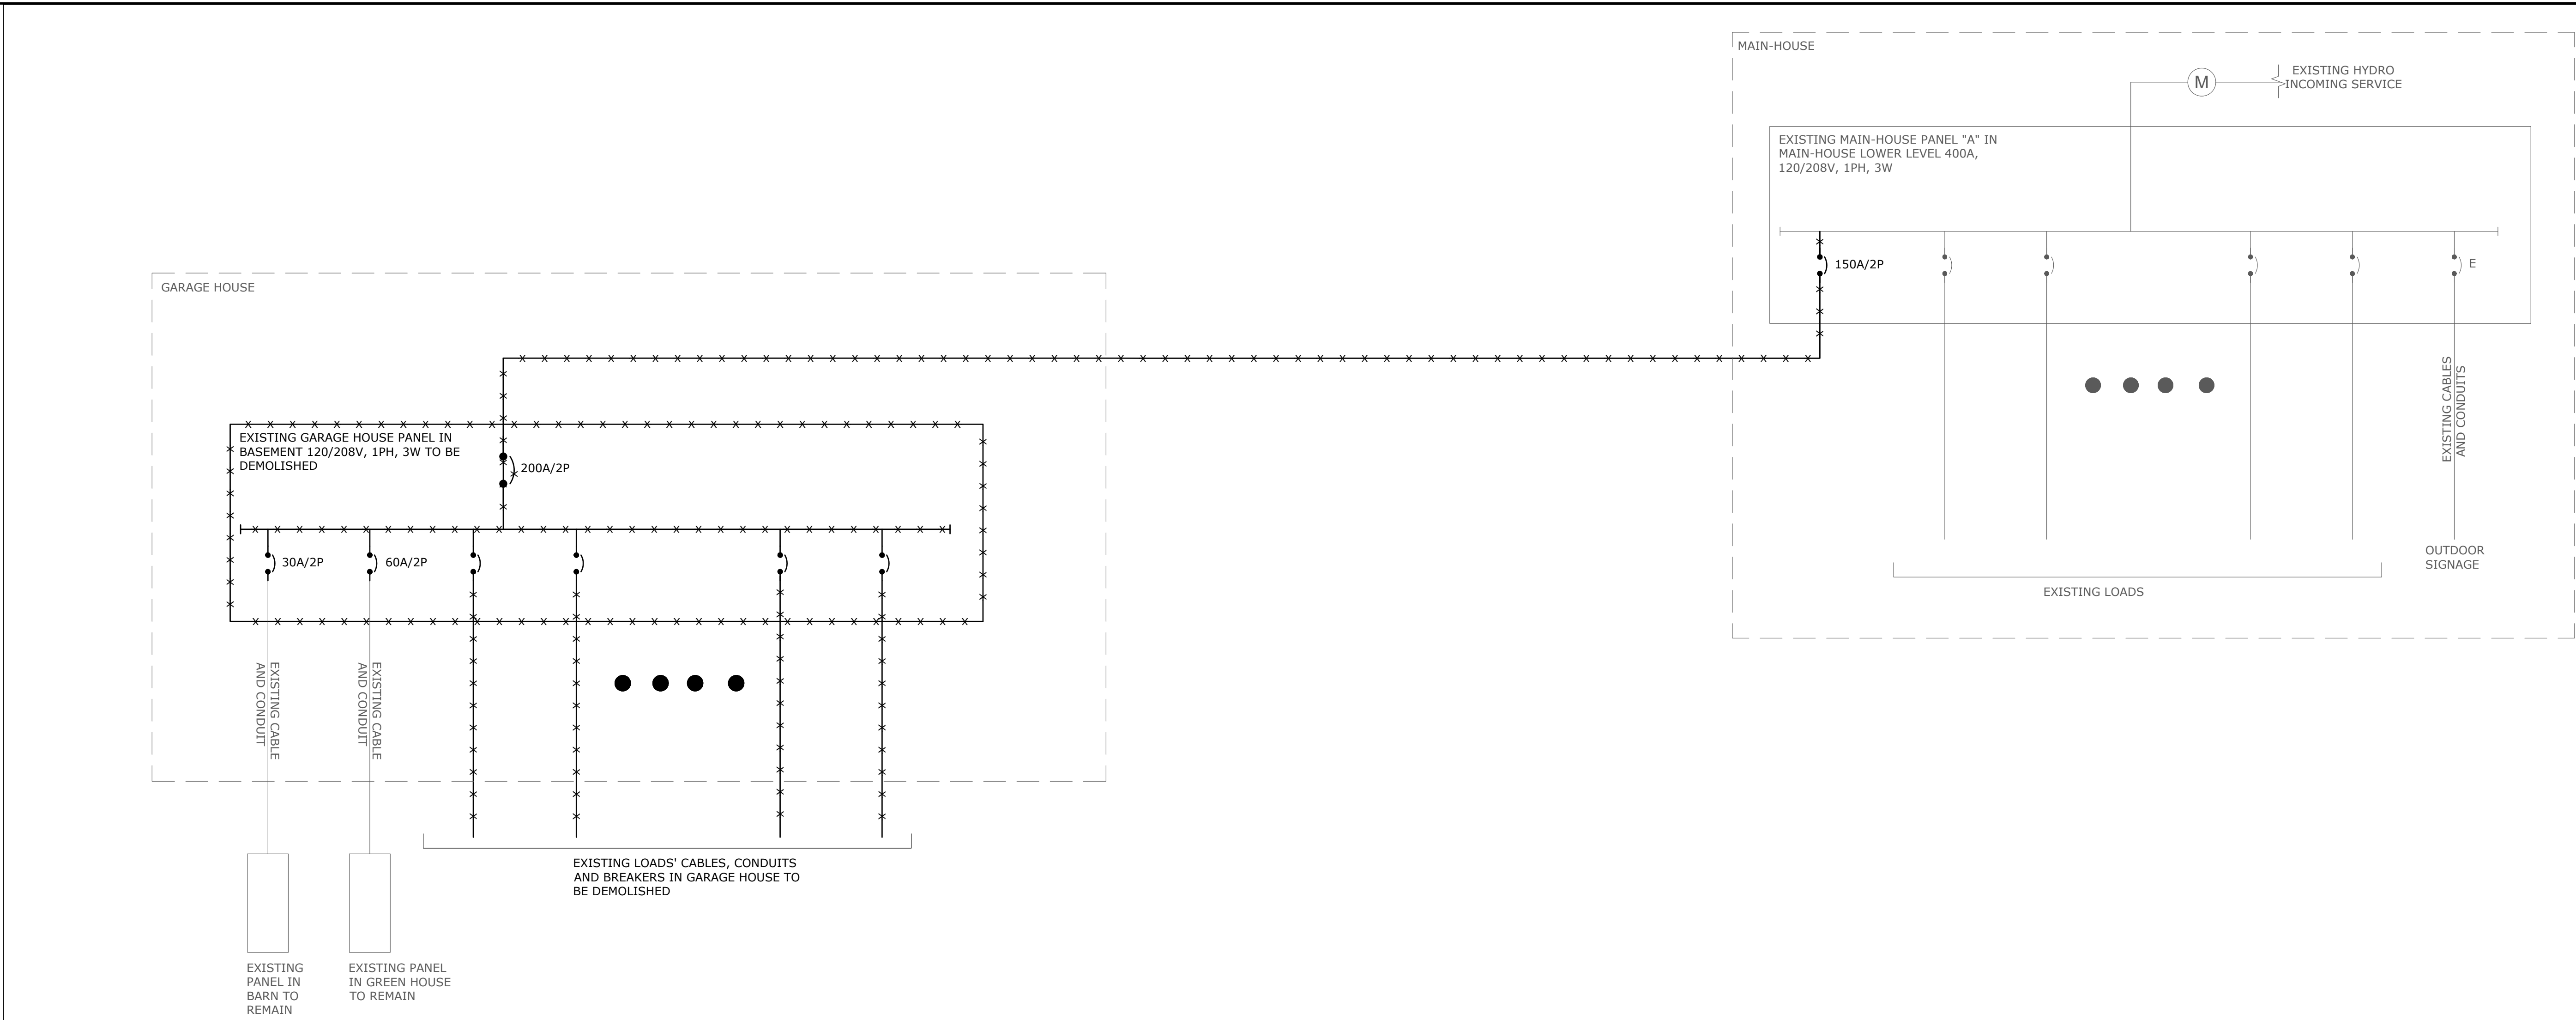 MAIN-HOUSE
M
EXISTING HYDRO
INCOMING SERVICE
EXISTING MAIN-HOUSE PANEL "A" IN
MAIN-HOUSE LOWER LEVEL 400A,
120/208V, 1PH, 3W
150A/2P
E
EXISTING CABLES
AND CONDUITS
OUTDOOR
SIGNAGE
EXISTING LOADS
GARAGE HOUSE
EXISTING GARAGE HOUSE PANEL IN
BASEMENT 120/208V, 1PH, 3W TO BE
DEMOLISHED
200A/2P
30A/2P
60A/2P
EXISTING CABLE
AND CONDUIT
EXISTING CABLE
AND CONDUIT
EXISTING LOADS' CABLES, CONDUITS
AND BREAKERS IN GARAGE HOUSE TO
BE DEMOLISHED
EXISTING
PANEL IN
BARN TO
REMAIN
EXISTING PANEL
IN GREEN HOUSE
TO REMAIN